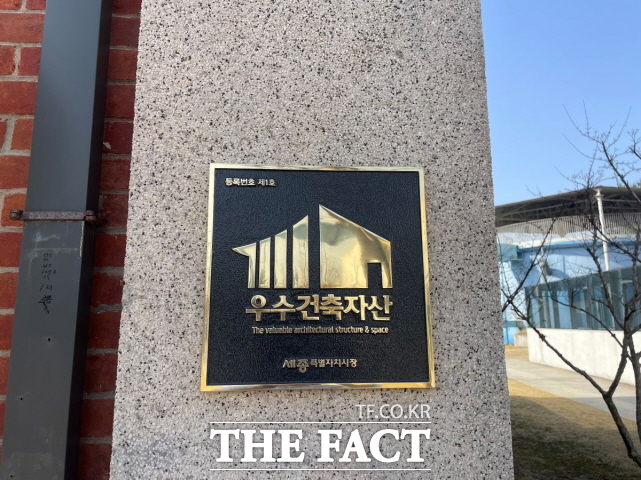 등록번호 제1호
우수건축자산
The valuable architectural structure & space
세종특별자치시장
TF.CO.KR
THE FACT